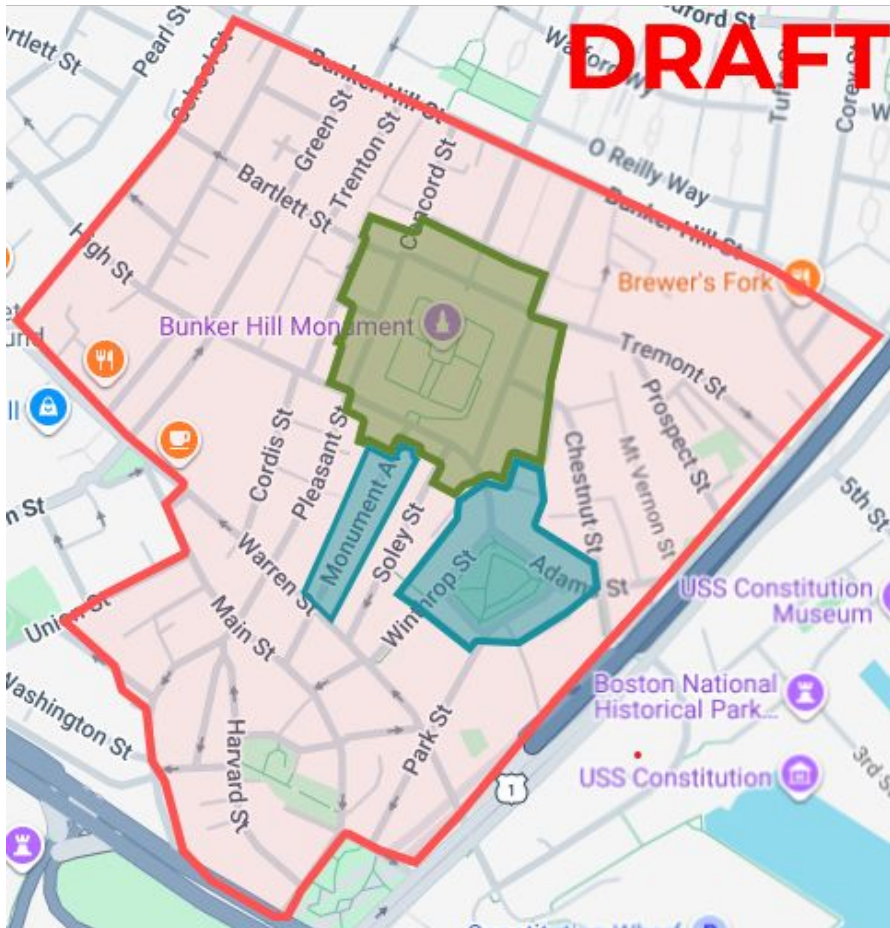 DRAFT
Pearl St
School St
Bunker Hill St
Green St
Trenton St
Concord St
Bartlett St
O Reilly Way
Bunker Hill St
Corey St
High St
Brewer's Fork
Bunker Hill Monument
Tremont St
Prospect St
Mt Vernon St
Chestnut St
5th St
Cordis St
Pleasant St
Monument A
Soley St
Warren St
Winthrop St
Adams St
USS Constitution
Museum
Union St
Main St
Washington St
Boston National
Historical Park...
Harvard St
Park St
USS Constitution
1
3rd St